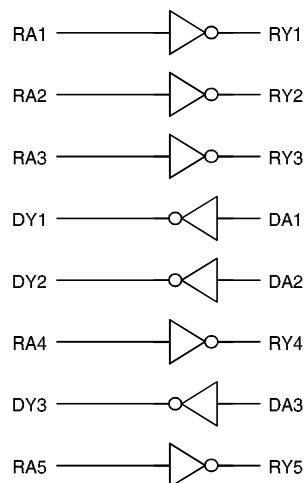 RA1 RY1
RA2 RY2
RA3 RY3
DY1 DA1
DY2 DA2
RA4 RY4
DY3 DA3
RA5 RY5